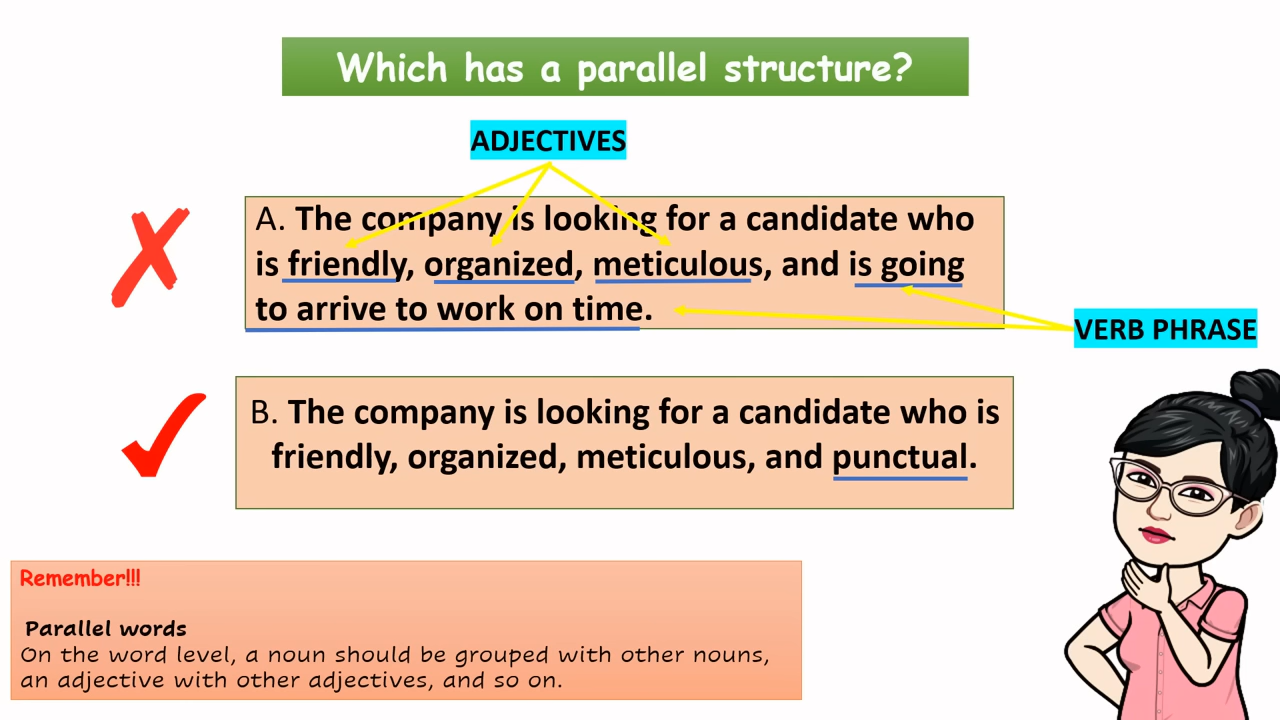 Which has a parallel structure?
ADJECTIVES
A. The company is looking for a candidate who
is friendly, organized, meticulous, and is going
to arrive to work on time.
VERB PHRASE
B. The company is looking for a candidate who is
friendly, organized, meticulous, and punctual.
Remember!!!
Parallel words
On the word level, a noun should be grouped with other nouns,
an adjective with other adjectives, and so on.